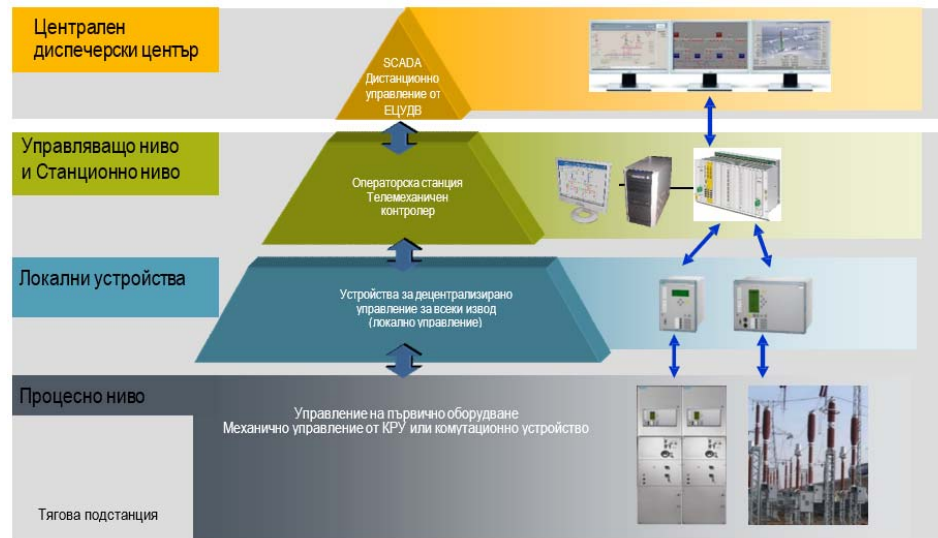 Централен
диспечерски център
SCADA
Дистанционно
управление от
ЕЦУДВ
Управляващо ниво
и Станционно ниво
Операторска станция
Телемеханичен
контролер
Локални устройства
Устройства за децентрализирано
управление за всеки извод
(локално управление)
Процесно ниво
Управление на първично оборудване
Механично управление от КРУ или комутационно устройство
Тягова подстанция